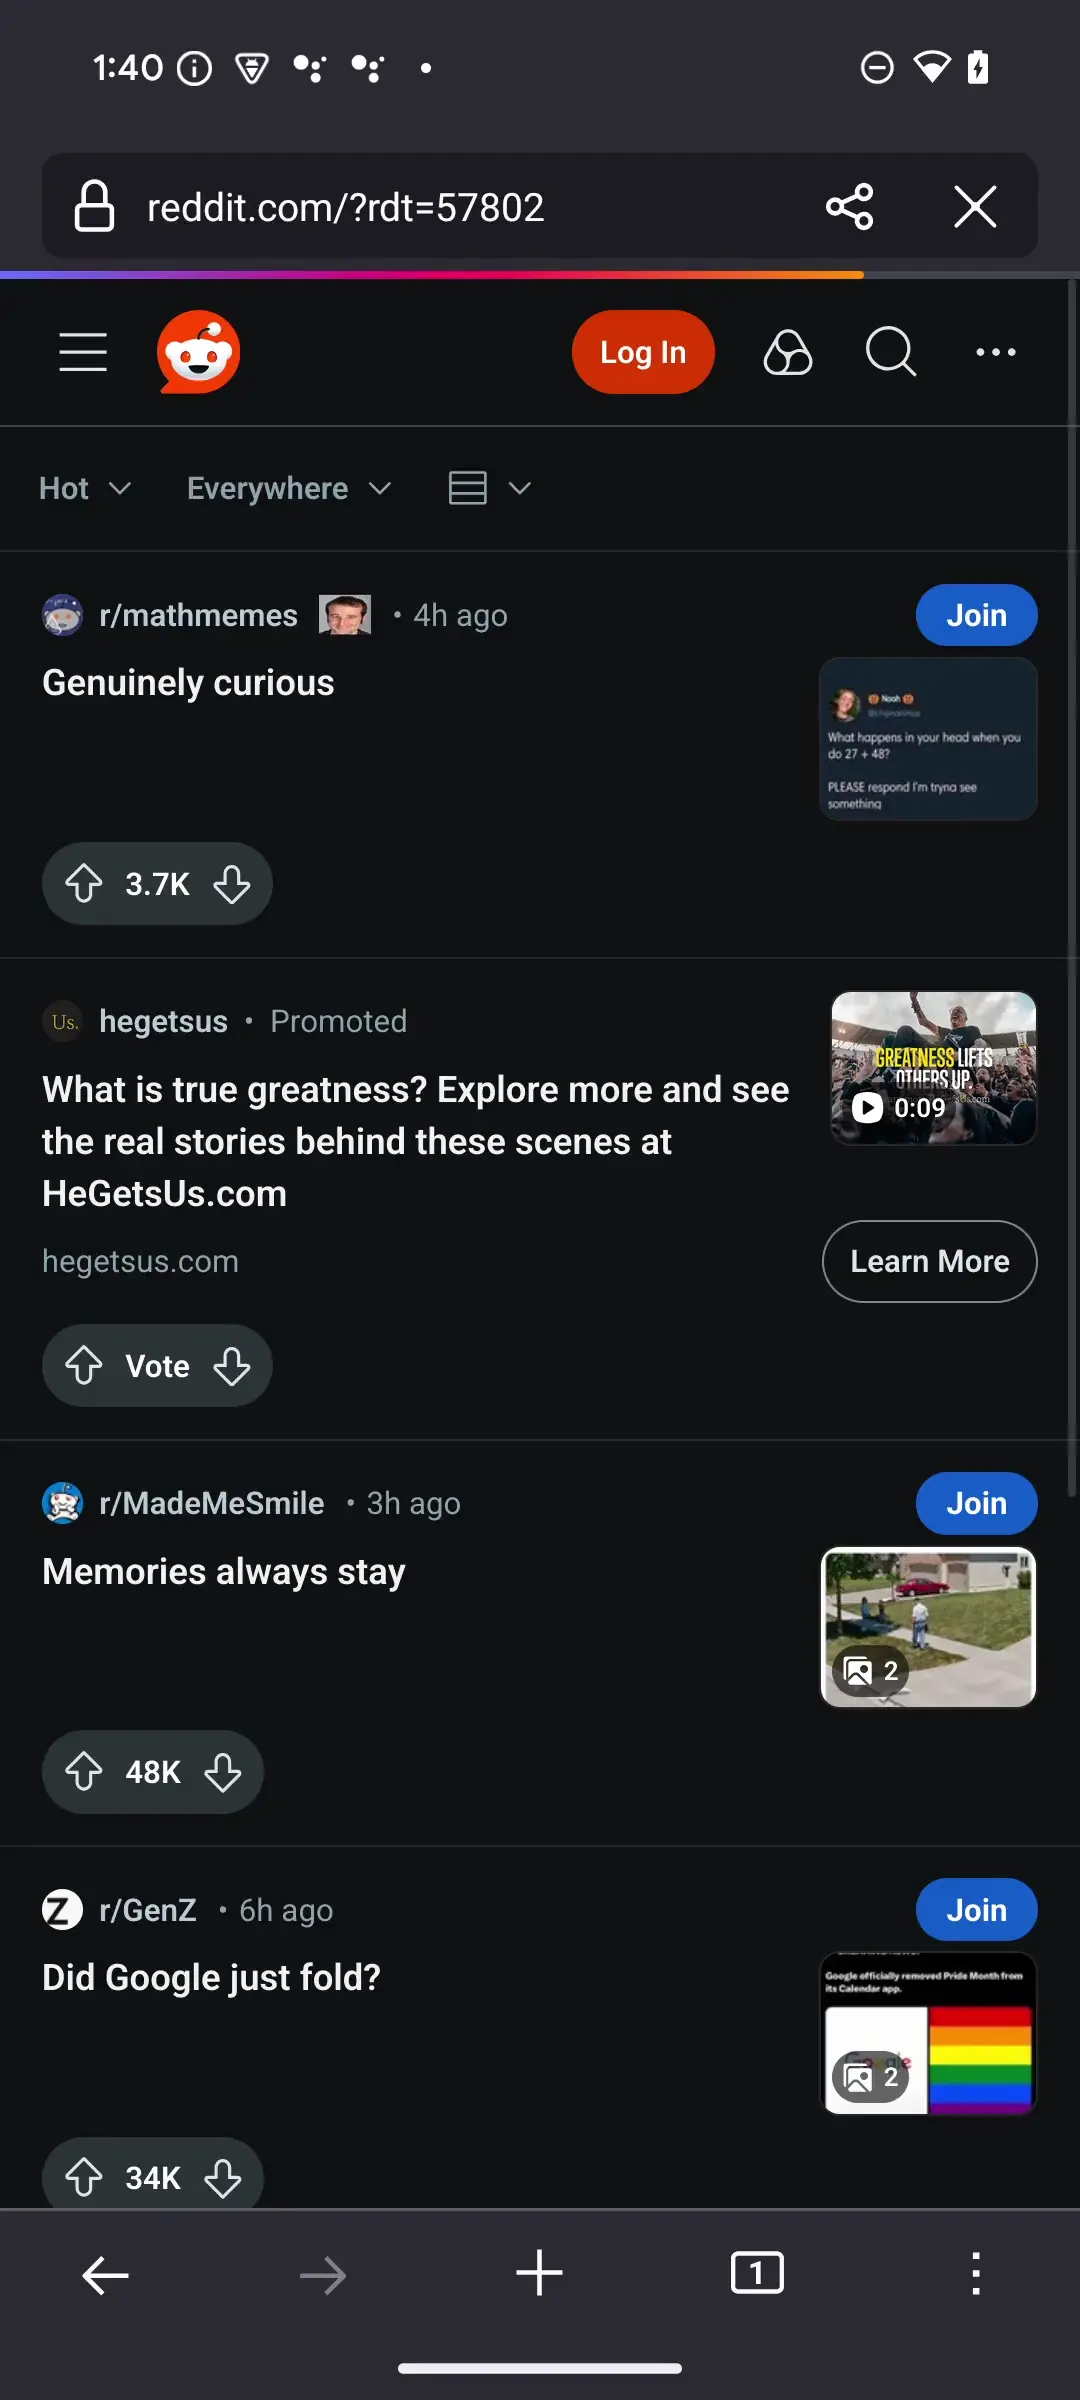 1:40
reddit.com/?rdt=57802
Log In
Hot
Everywhere
r/mathmemes • 4h ago
Join
Genuinely curious
Noah
What happens in your head when you
do 27 + 48?
PLEASE respond I'm tryna see
something
3.7K
Us.
hegetsus • Promoted
What is true greatness? Explore more and see
the real stories behind these scenes at
HeGetsUs.com
GREATNESS LIFTS
OTHERS UP.
0:09
hegetsus.com
Learn More
Vote
r/MadeMeSmile • 3h ago
Join
Memories always stay
2
48K
Z
r/GenZ • 6h ago
Join
Did Google just fold?
Google officially removed Pride Month from
its Calendar app.
2
34K
1